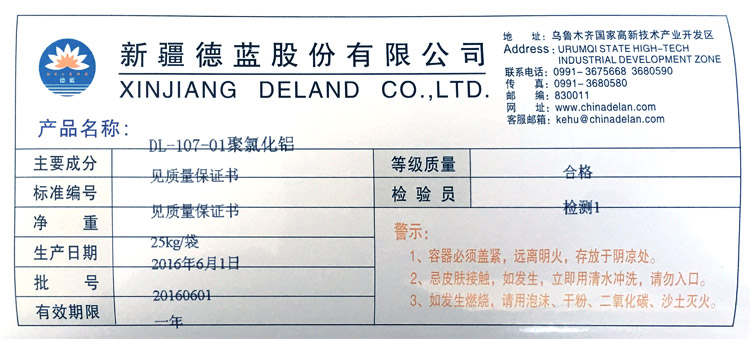 DELAND
德蓝
新疆德蓝股份有限公司
XINJIANG DELAND CO.,LTD.
地 址：乌鲁木齐国家高新技术产业开发区
Address：URUMQI STATE HIGH-TECH
INDUSTRIAL DEVELOPMENT ZONE
联系电话：0991-3675668 3680590
传 真：0991-3680580
邮 编：830011
网 址：www.chinadelan.com
客服邮箱：kehu@chinadelan.com
产品名称：DL-107-01聚氯化铝
主要成分 见质量保证书 等级质量 合格
标准编号 见质量保证书 检验员 检测1
净 重 25kg/袋
生产日期 2016年6月1日
批 号 20160601
有效期限 一年
警示：
1、容器必须盖紧，远离明火，存放于阴凉处。
2、忌皮肤接触，如发生，立即用清水冲洗，请勿入口。
3、如发生燃烧，请用泡沫、干粉、二氧化碳、沙土灭火。